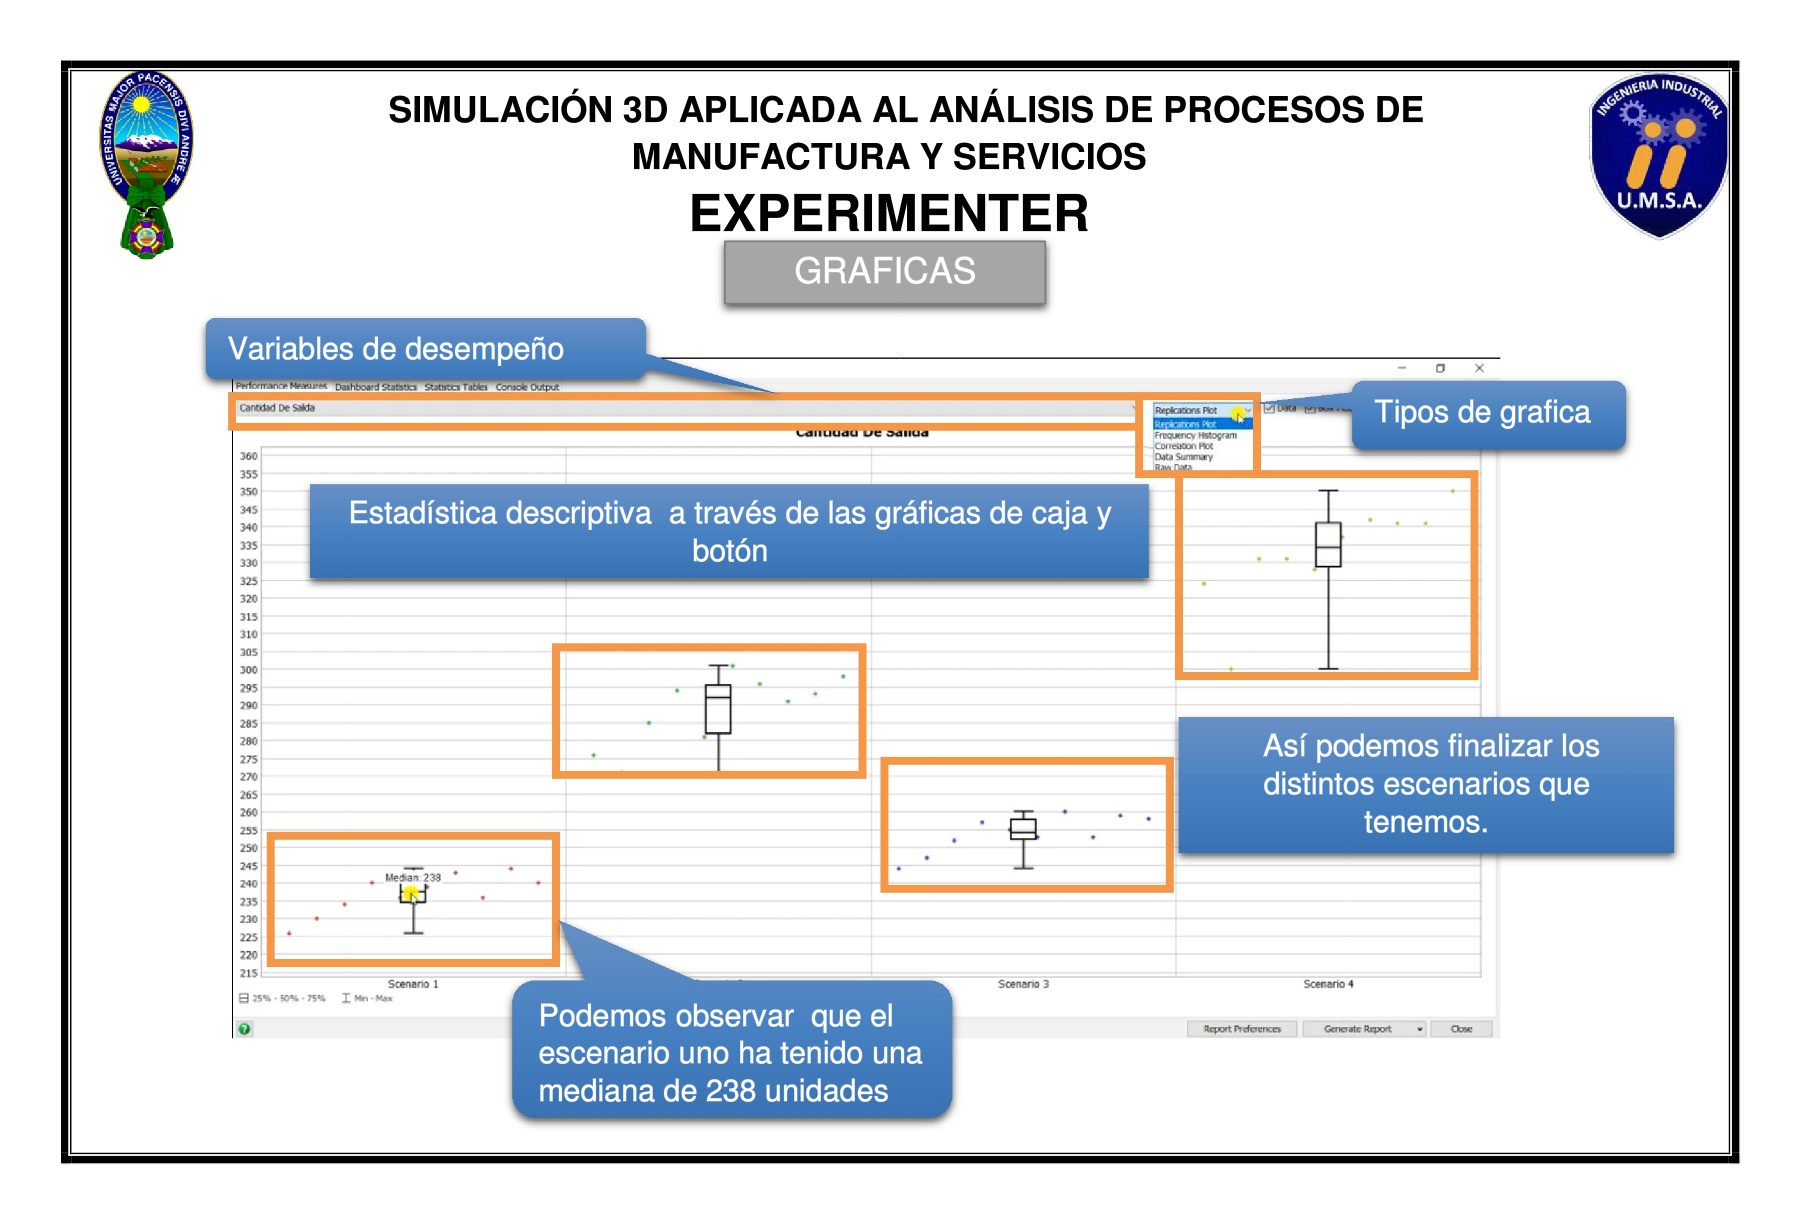 UNIVERSITAS MAJOR PACENSIS DIVI ANDRE Æ
INGENIERIA INDUSTRIAL
U.M.S.A.
SIMULACIÓN 3D APLICADA AL ANÁLISIS DE PROCESOS DE
MANUFACTURA Y SERVICIOS
EXPERIMENTER
GRAFICAS
Variables de desempeño
Performance Measures Dashboard Statistics Statistics Tables Console Output
Cantidad De Salida
Replications Plot
Data
Tipos de grafica
Replications Plot
Frequency Histogram
Correlation Plot
Data Summary
Raw Data
Cantidad De Salida
Estadística descriptiva a través de las gráficas de caja y
botón
360
355
350
345
340
335
330
325
320
315
310
305
300
295
290
285
280
275
270
265
260
255
250
245
240
235
230
225
220
215
Median: 238
Así podemos finalizar los
distintos escenarios que
tenemos.
Scenario 1
Scenario 3
Scenario 4
25% - 50% - 75% Min - Max
Podemos observar que el
escenario uno ha tenido una
mediana de 238 unidades
Report Preferences
Generate Report
Close